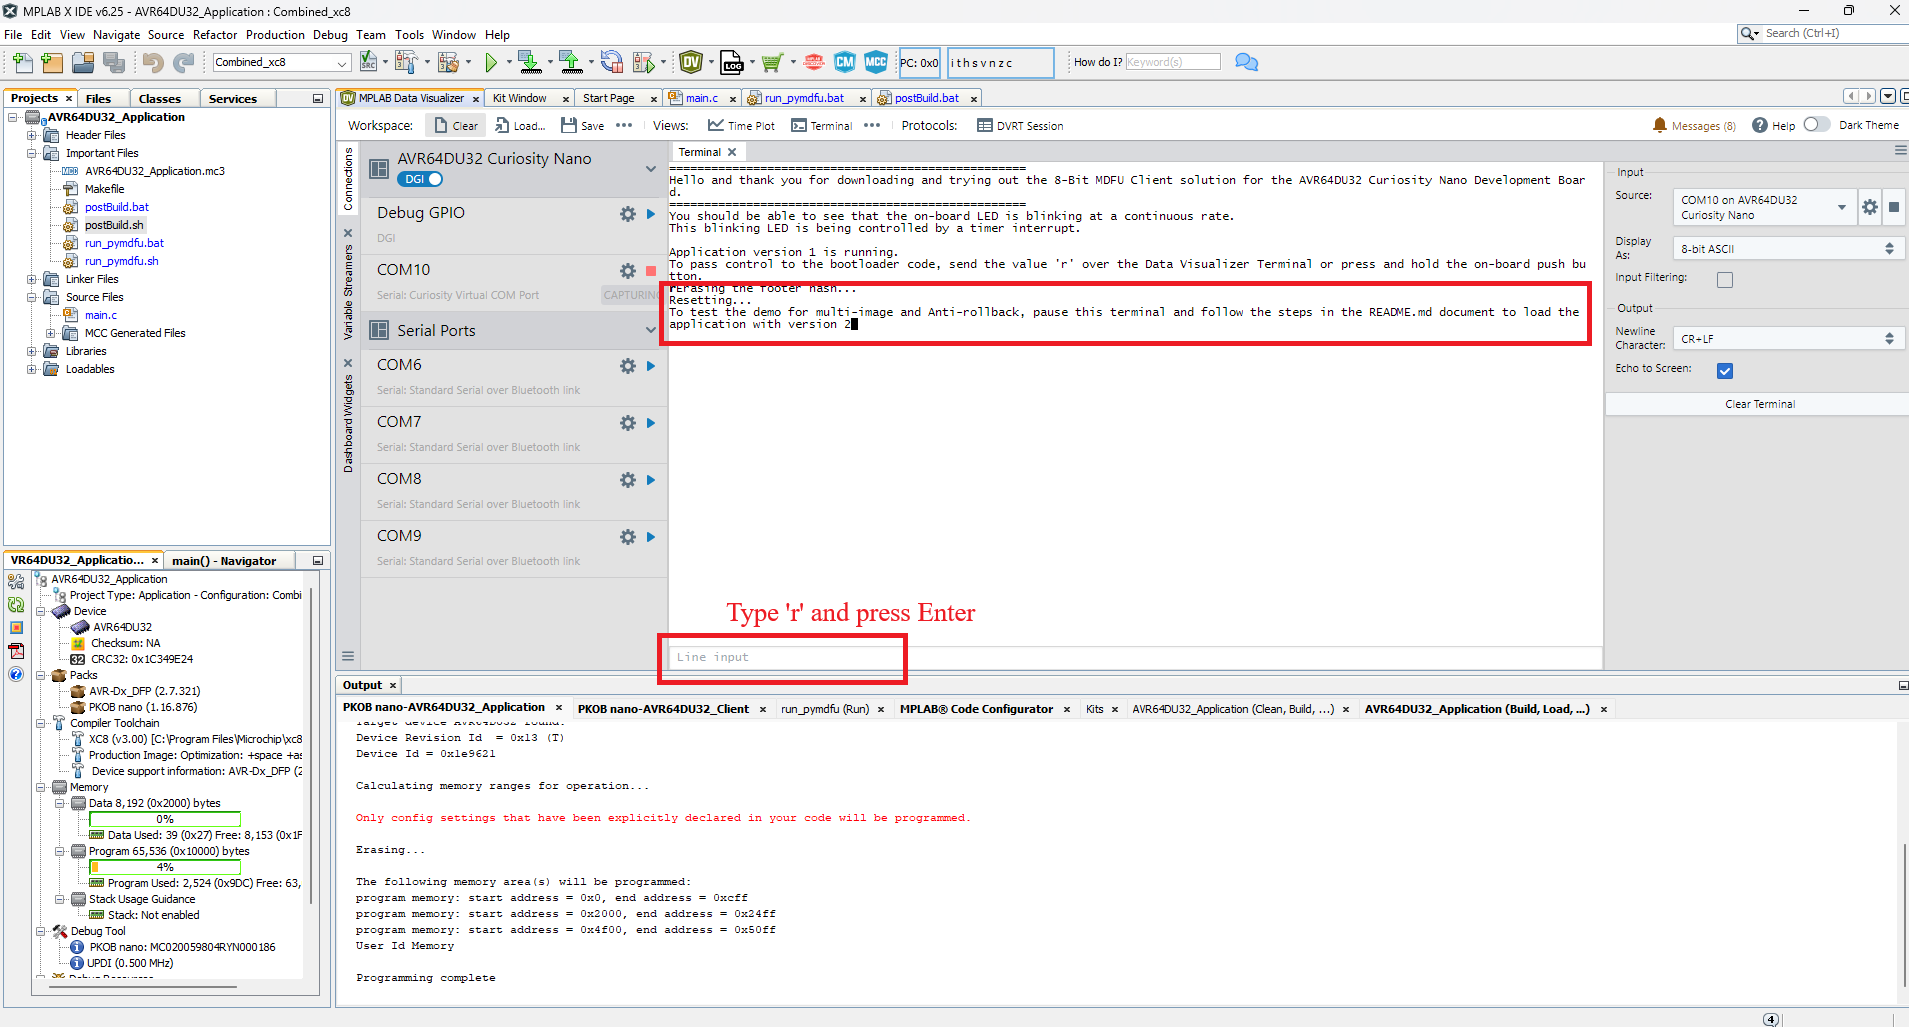 MPLAB X IDE v6.25 - AVR64DU32_Application : Combined_xc8
File Edit View Navigate Source Refactor Production Debug Team Tools Window Help
Search (Ctrl+I)
Combined_xc8
PC: 0x0
i t h s v n z c
How do I? Keyword(s)
Projects Files Classes Services
AVR64DU32_Application
Header Files
Important Files
AVR64DU32_Application.mc3
Makefile
postBuild.bat
postBuild.sh
run_pymdfu.bat
run_pymdfu.sh
Linker Files
Source Files
main.c
MCC Generated Files
Libraries
Loadables
MPLAB Data Visualizer Kit Window Start Page main.c run_pymdfu.bat postBuild.bat
Workspace: Clear Load... Save ••• Views: Time Plot Terminal ••• Protocols: DVRT Session
Messages (8) Help Dark Theme
Connections
Variable Streamers
Dashboard Widgets
AVR64DU32 Curiosity Nano
DGI
Debug GPIO
DGI
COM10
Serial: Curiosity Virtual COM Port CAPTURING
Serial Ports
COM6
Serial: Standard Serial over Bluetooth link
COM7
Serial: Standard Serial over Bluetooth link
COM8
Serial: Standard Serial over Bluetooth link
COM9
Serial: Standard Serial over Bluetooth link
Terminal
Hello and thank you for downloading and trying out the 8-Bit MDFU Client solution for the AVR64DU32 Curiosity Nano Development Boar
d.
You should be able to see that the on-board LED is blinking at a continuous rate.
This blinking LED is being controlled by a timer interrupt.
Application version 1 is running.
To pass control to the bootloader code, send the value 'r' over the Data Visualizer Terminal or press and hold the on-board push bu
tton.
rErasing the footer hash...
Resetting...
To test the demo for multi-image and Anti-rollback, pause this terminal and follow the steps in the README.md document to load the
application with version 2
Type 'r' and press Enter
Line input
Input
Source: COM10 on AVR64DU32
Curiosity Nano
Display
As: 8-bit ASCII
Input Filtering:
Output
Newline
Character: CR+LF
Echo to Screen:
Clear Terminal
VR64DU32_Applicatio... main() - Navigator
AVR64DU32_Application
Project Type: Application - Configuration: Combi
Device
AVR64DU32
Checksum: NA
32 CRC32: 0x1C349E24
Packs
AVR-Dx_DFP (2.7.321)
PKOB nano (1.16.876)
Compiler Toolchain
XC8 (v3.00) [C:\Program Files\Microchip\xc8
Production Image: Optimization: +space +as
Device support information: AVR-Dx_DFP (2
Memory
Data 8,192 (0x2000) bytes
0%
Data Used: 39 (0x27) Free: 8,153 (0x1F
Program 65,536 (0x10000) bytes
4%
Program Used: 2,524 (0x9DC) Free: 63,
Stack Usage Guidance
Stack: Not enabled
Debug Tool
PKOB nano: MC020059804RYN000186
UPDI (0.500 MHz)
Output
PKOB nano-AVR64DU32_Application PKOB nano-AVR64DU32_Client run_pymdfu (Run) MPLAB® Code Configurator Kits AVR64DU32_Application (Clean, Build, ...) AVR64DU32_Application (Build, Load, ...)
Target device AVR64DU32 found.
Device Revision Id  = 0x13 (T)
Device Id = 0x1e9621
Calculating memory ranges for operation...
Only config settings that have been explicitly declared in your code will be programmed.
Erasing...
The following memory area(s) will be programmed:
program memory: start address = 0x0, end address = 0xcff
program memory: start address = 0x2000, end address = 0x24ff
program memory: start address = 0x4f00, end address = 0x50ff
User Id Memory
Programming complete
4